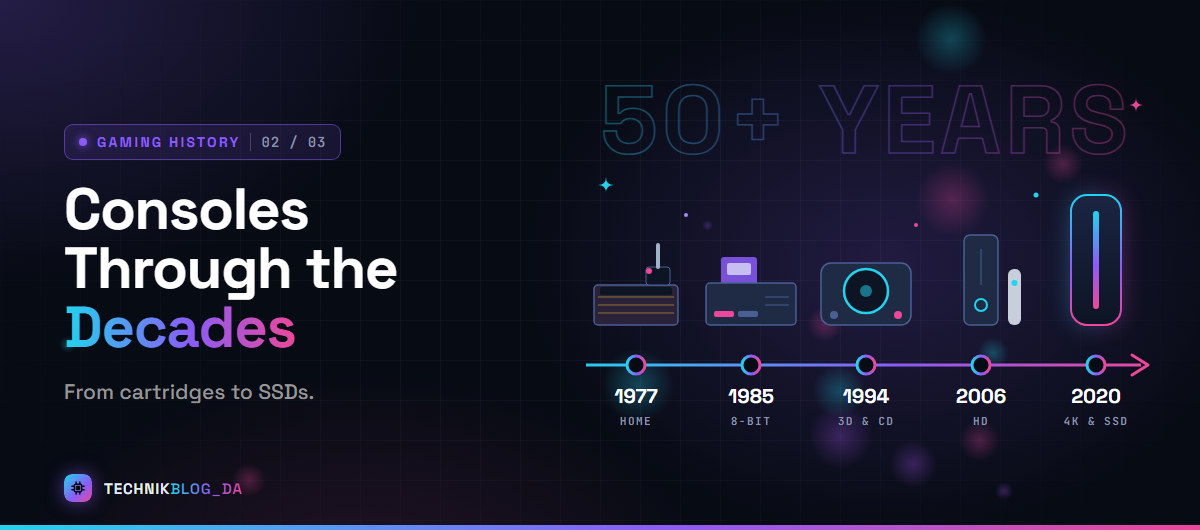 GAMING HISTORY 02 / 03
Consoles
Through the
Decades
From cartridges to SSDs.
TECHNIKBLOG_DA
50+ YEARS
1977 1985 1994 2006 2020
HOME 8-BIT 3D & CD HD 4K & SSD